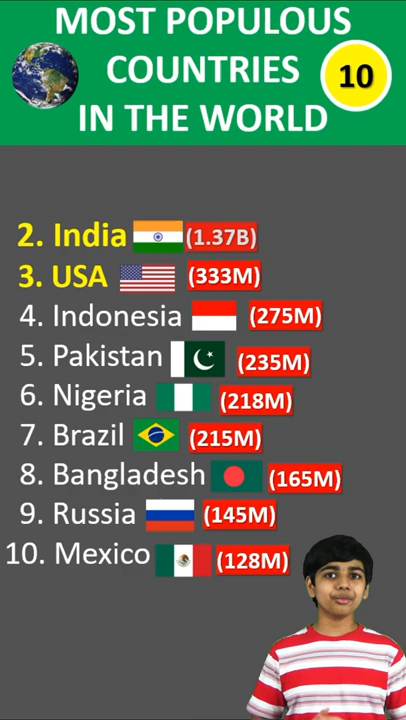 MOST POPULOUS
COUNTRIES
10
IN THE WORLD
2. India (1.37B)
3. USA (333M)
4. Indonesia (275M)
5. Pakistan (235M)
6. Nigeria (218M)
7. Brazil (215M)
8. Bangladesh (165M)
9. Russia (145M)
10. Mexico (128M)